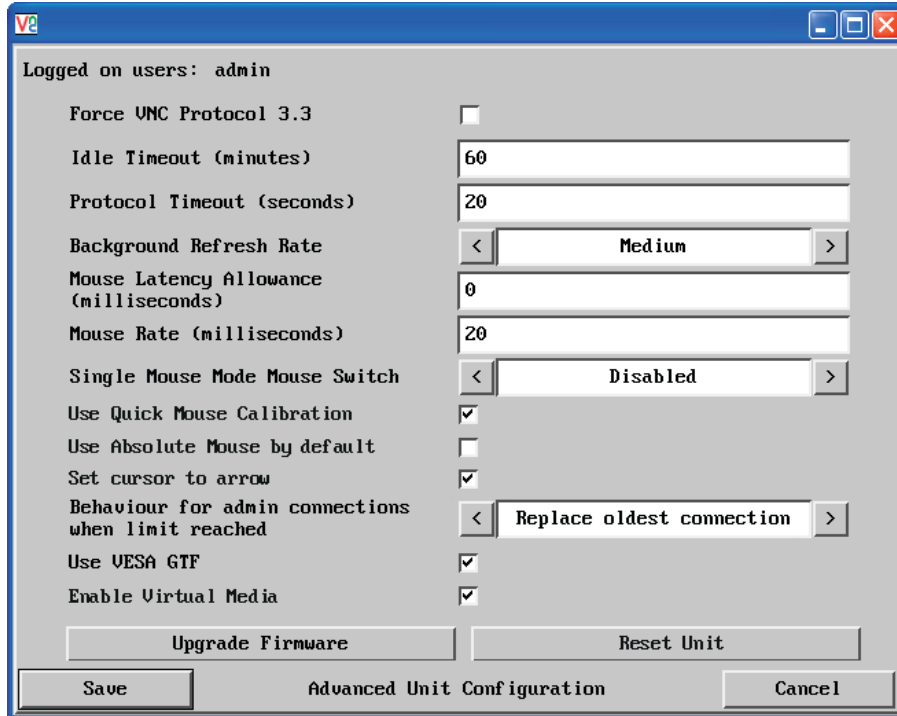 Logged on users: admin
Force VNC Protocol 3.3
Idle Timeout (minutes) 60
Protocol Timeout (seconds) 20
Background Refresh Rate < Medium >
Mouse Latency Allowance
(milliseconds) 0
Mouse Rate (milliseconds) 20
Single Mouse Mode Mouse Switch < Disabled >
Use Quick Mouse Calibration
Use Absolute Mouse by default
Set cursor to arrow
Behaviour for admin connections
when limit reached < Replace oldest connection >
Use VESA GTF
Enable Virtual Media
Upgrade Firmware Reset Unit
Save Advanced Unit Configuration Cancel